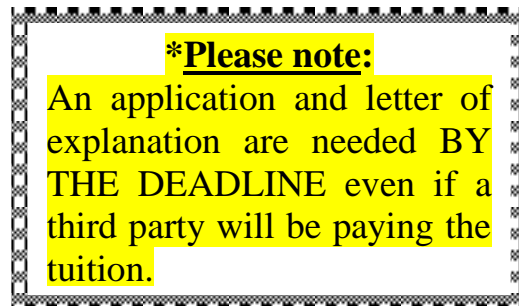 *Please note:
An application and letter of
explanation are needed BY
THE DEADLINE even if a
third party will be paying the
tuition.